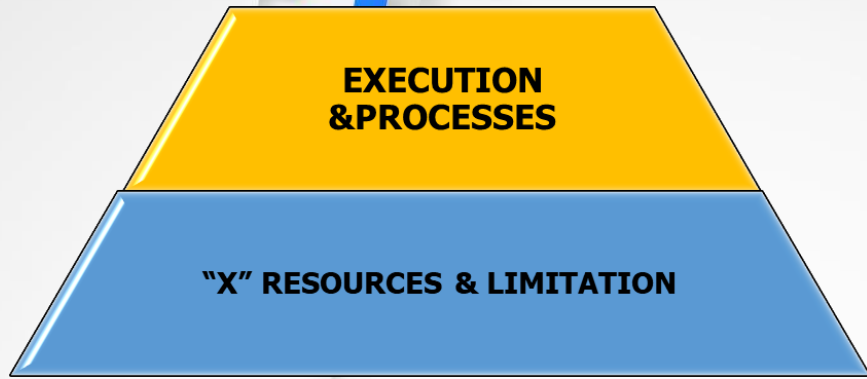 EXECUTION
&PROCESSES
“X” RESOURCES & LIMITATION